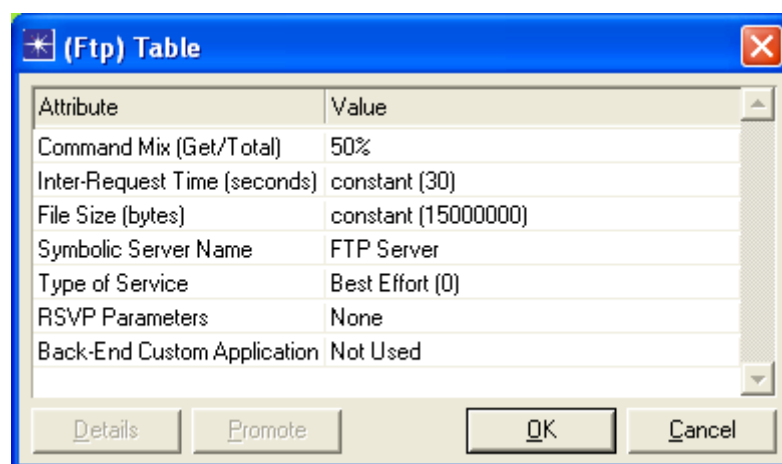 (Ftp) Table
Attribute Value
Command Mix (Get/Total) 50%
Inter-Request Time (seconds) constant (30)
File Size (bytes) constant (15000000)
Symbolic Server Name FTP Server
Type of Service Best Effort (0)
RSVP Parameters None
Back-End Custom Application Not Used
Details Promote OK Cancel